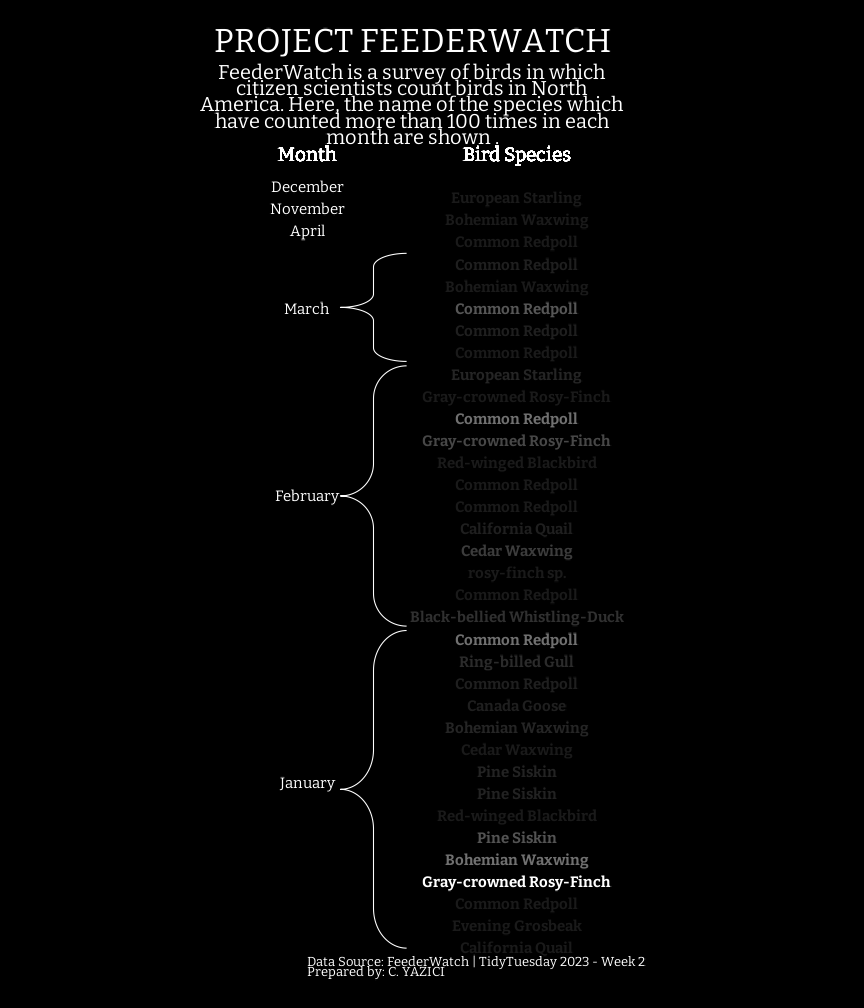 PROJECT FEEDERWATCH
FeederWatch is a survey of birds in which
citizen scientists count birds in North
America. Here, the name of the species which
have counted more than 100 times in each
month are shown .
Month Bird Species
December
European Starling
November
Bohemian Waxwing
April
Common Redpoll
Common Redpoll
Bohemian Waxwing
March Common Redpoll
Common Redpoll
Common Redpoll
European Starling
Gray-crowned Rosy-Finch
Common Redpoll
Gray-crowned Rosy-Finch
Red-winged Blackbird
Common Redpoll
February
Common Redpoll
California Quail
Cedar Waxwing
rosy-finch sp.
Common Redpoll
Black-bellied Whistling-Duck
Common Redpoll
Ring-billed Gull
Common Redpoll
Canada Goose
Bohemian Waxwing
Cedar Waxwing
Pine Siskin
January
Pine Siskin
Red-winged Blackbird
Pine Siskin
Bohemian Waxwing
Gray-crowned Rosy-Finch
Common Redpoll
Evening Grosbeak
California Quail
Data Source: FeederWatch | TidyTuesday 2023 - Week 2
Prepared by: C. YAZICI